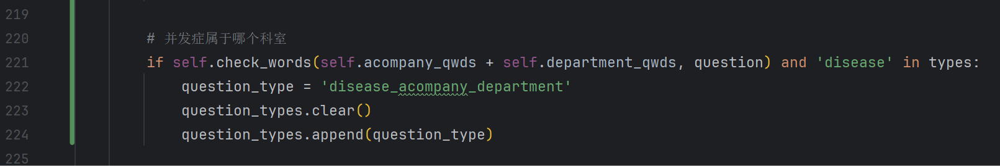 219
220 # 并发症属于哪个科室
221 if self.check_words(self.acompany_qwds + self.department_qwds, question) and 'disease' in types:
222 question_type = 'disease_acompany_department'
223 question_types.clear()
224 question_types.append(question_type)
225